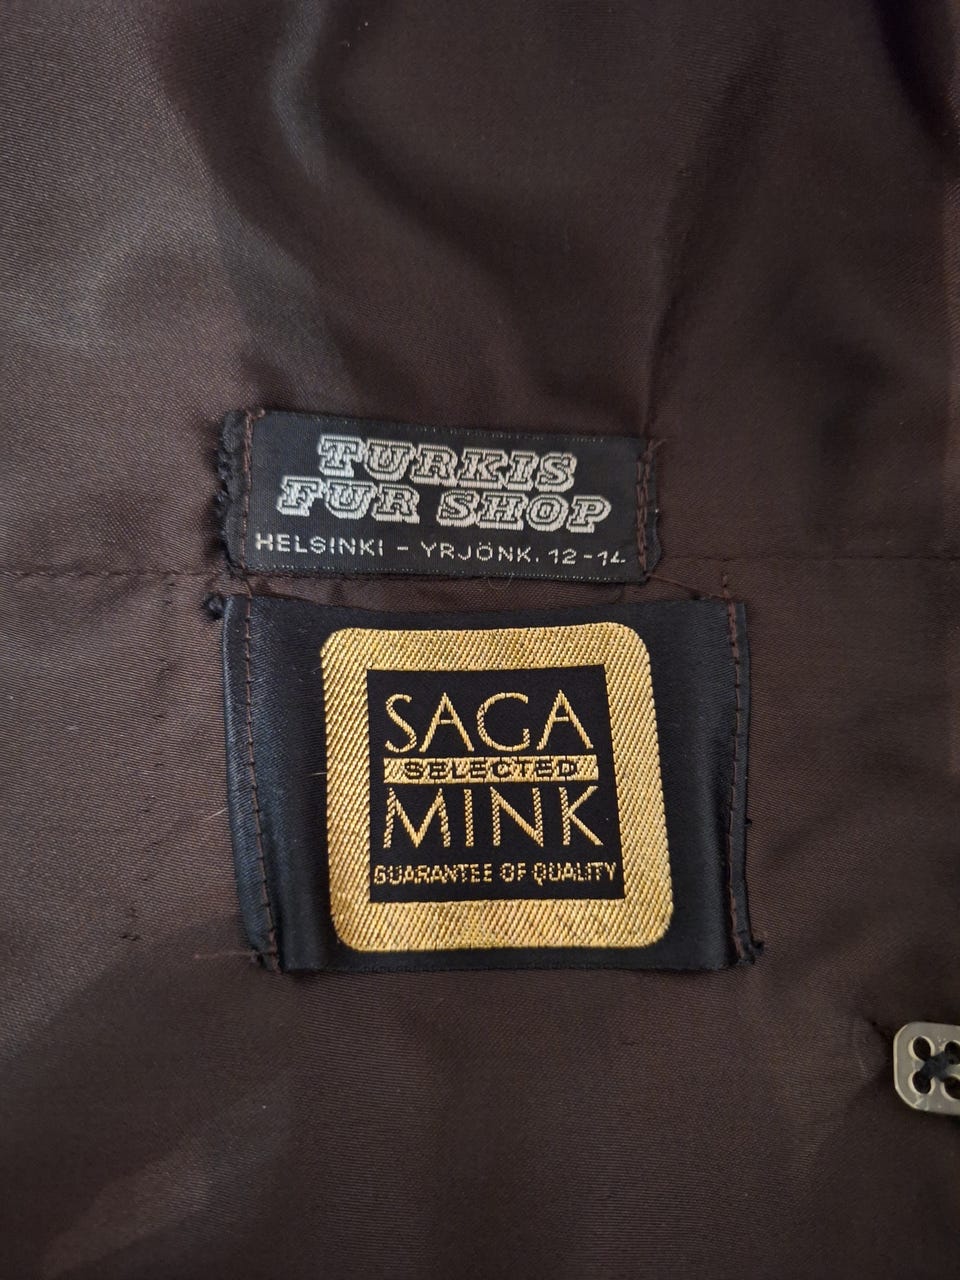 TURKIS
FUR SHOP
HELSINKI - YRJÖNK. 12-14
SAGA
SELECTED
MINK
GUARANTEE OF QUALITY